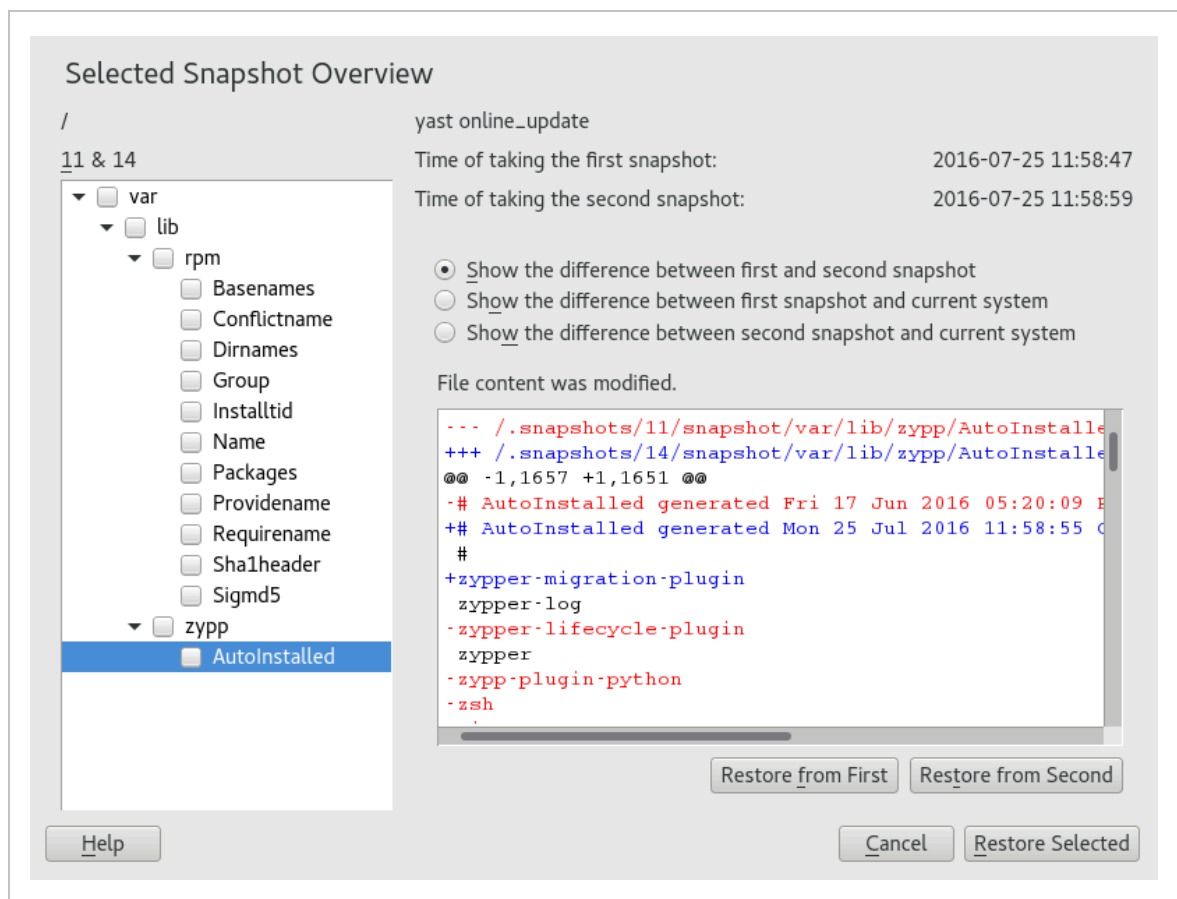 Selected Snapshot Overview
/
yast online_update
11 & 14
Time of taking the first snapshot: 2016-07-25 11:58:47
Time of taking the second snapshot: 2016-07-25 11:58:59
var
lib
rpm
Basenames
Conflictname
Dirnames
Group
Installtid
Name
Packages
Providename
Requirename
Sha1header
Sigmd5
zypp
AutoInstalled
Show the difference between first and second snapshot
Show the difference between first snapshot and current system
Show the difference between second snapshot and current system
File content was modified.
--- /.snapshots/11/snapshot/var/lib/zypp/AutoInstalle
+++ /.snapshots/14/snapshot/var/lib/zypp/AutoInstalle
@@ -1,1657 +1,1651 @@
-# AutoInstalled generated Fri 17 Jun 2016 05:20:09
+# AutoInstalled generated Mon 25 Jul 2016 11:58:55
#
+zypper-migration-plugin
zypper-log
-zypper-lifecycle-plugin
zypper
-zypp-plugin-python
-zsh
Restore from First
Restore from Second
Help
Cancel
Restore Selected